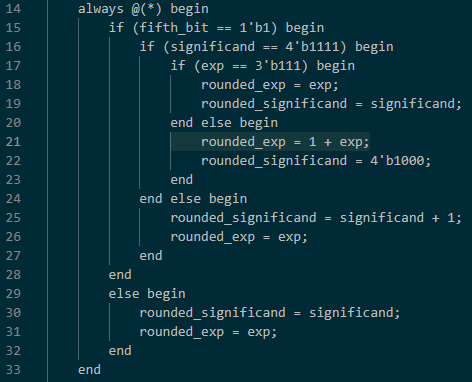 14 always @(*) begin
15 if (fifth_bit == 1'b1) begin
16 if (significand == 4'b1111) begin
17 if (exp == 3'b111) begin
18 rounded_exp = exp;
19 rounded_significand = significand;
20 end else begin
21 rounded_exp = 1 + exp;
22 rounded_significand = 4'b1000;
23 end
24 end else begin
25 rounded_significand = significand + 1;
26 rounded_exp = exp;
27 end
28 end
29 else begin
30 rounded_significand = significand;
31 rounded_exp = exp;
32 end
33 end